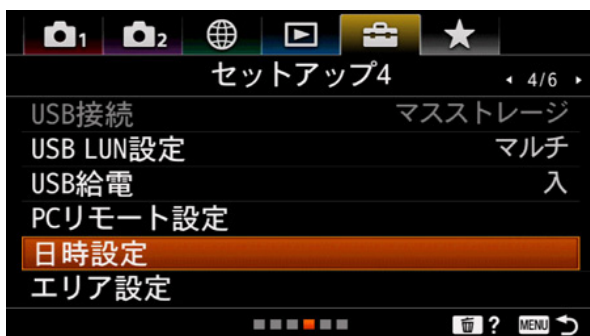 1 2
セットアップ4 4/6
USB接続 マスストレージ
USB LUN設定 マルチ
USB給電 入
PCリモート設定
日時設定
エリア設定
? MENU